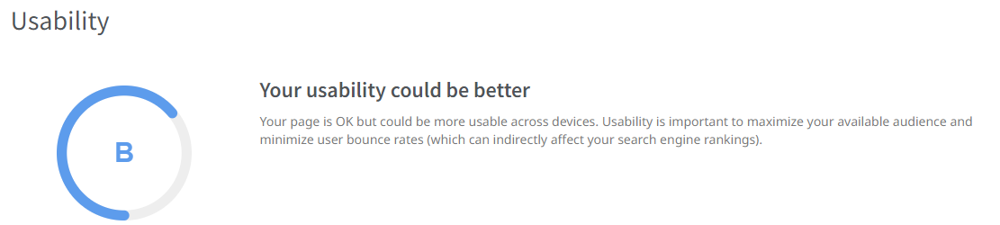 Usability
Your usability could be better
Your page is OK but could be more usable across devices. Usability is important to maximize your available audience and
minimize user bounce rates (which can indirectly affect your search engine rankings).
B